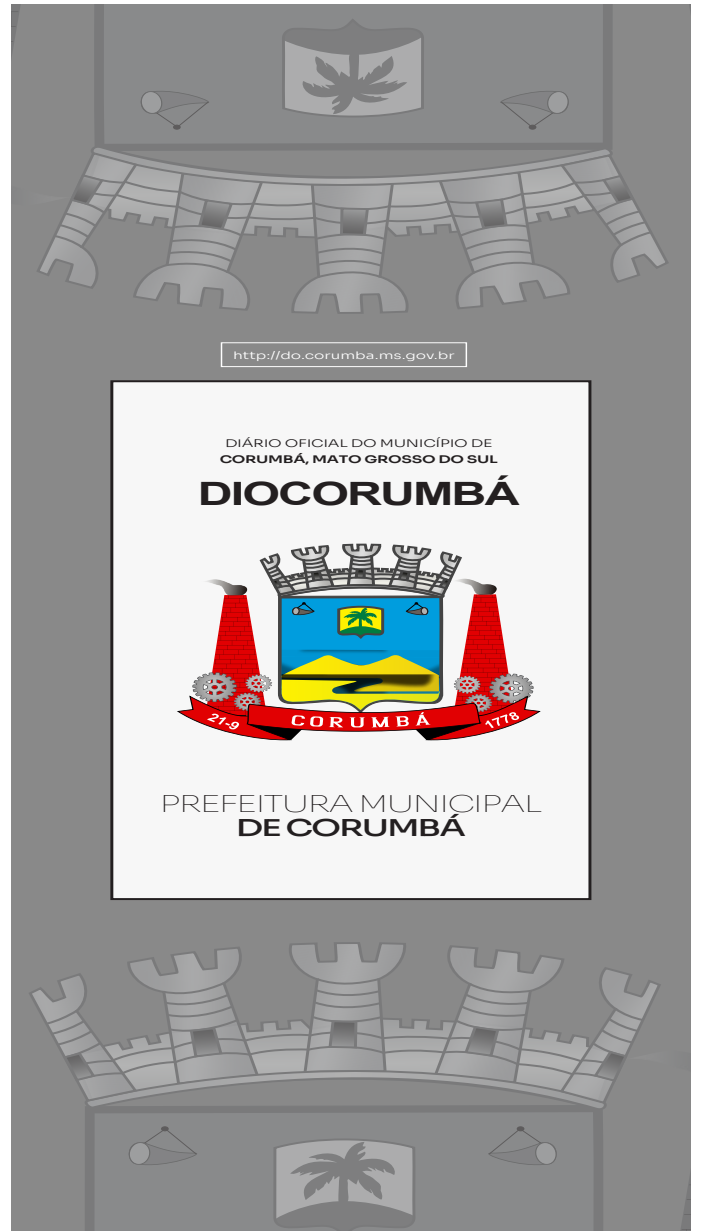 http://do.corumba.ms.gov.br
DIÁRIO OFICIAL DO MUNICÍPIO DE
CORUMBÁ, MATO GROSSO DO SUL
DIOCORUMBÁ
21-9 CORUMBÁ 1778
PREFEITURA MUNICIPAL
DE CORUMBÁ